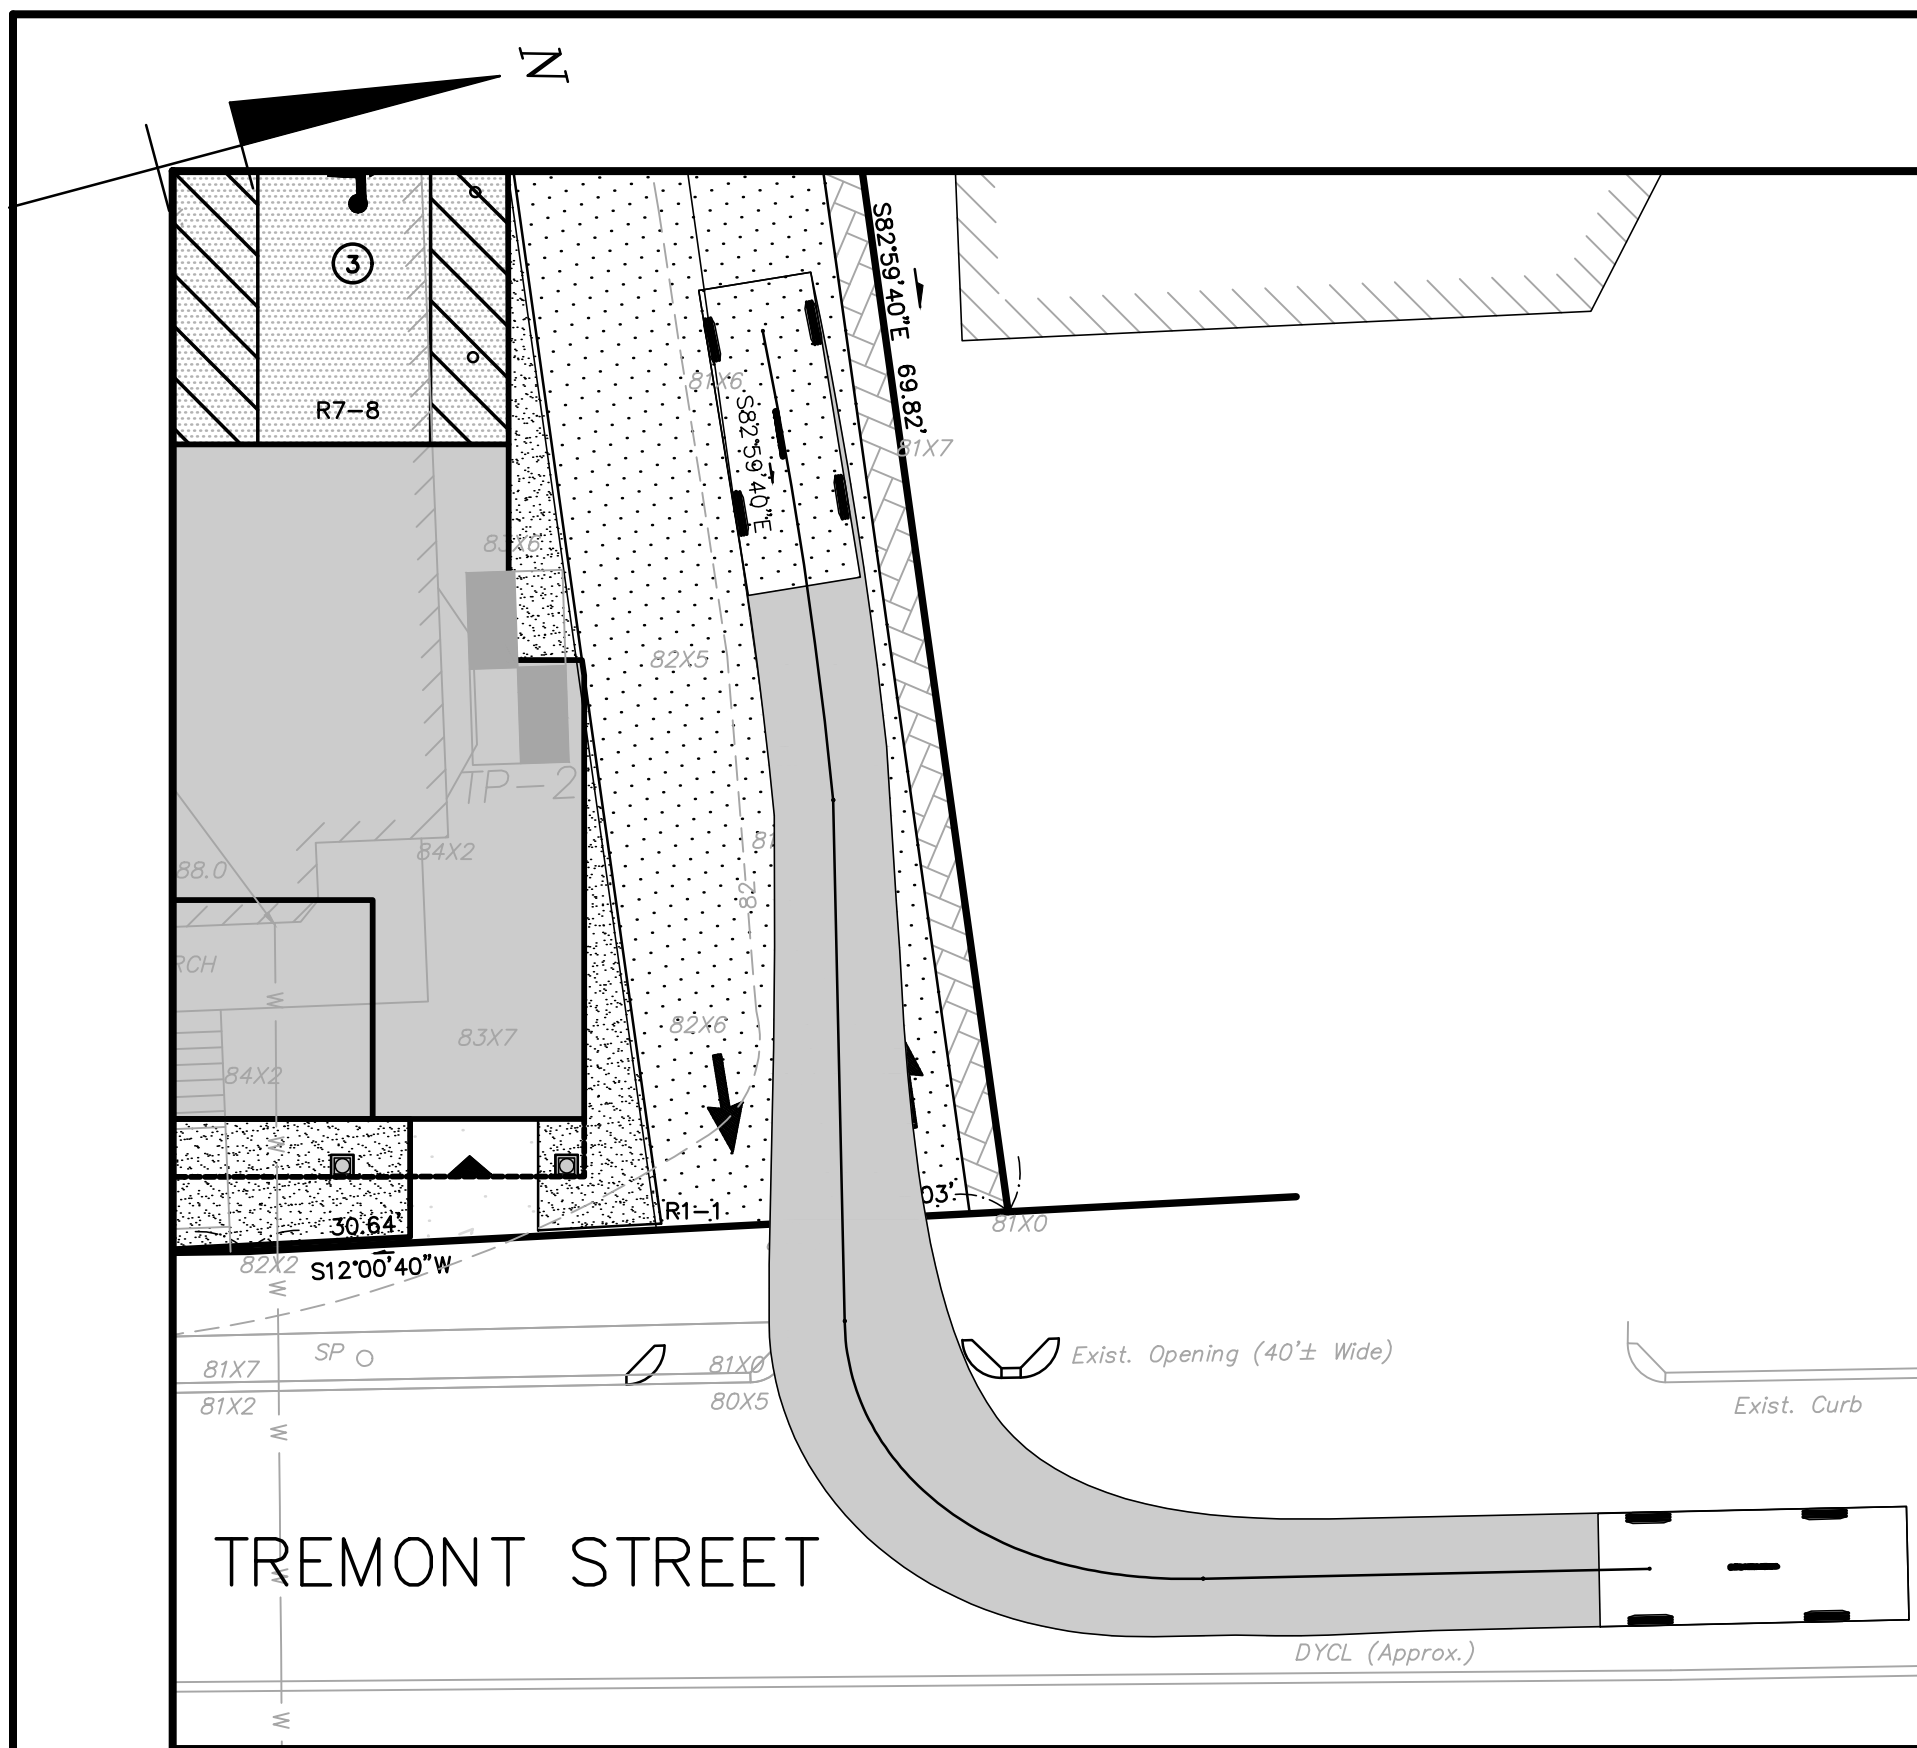 N
3
R7-8
S82°59'40"E 69.82'
81X6
S82°59'40"E
81X7
83X6
82X5
TP-2
84X2
88.0
82
RCH
82X6
83X7
84X2
03'
R1-1
30.64'
81X0
82X2
S12°00'40"W
SP
81X7
81X0
Exist. Opening (40'± Wide)
81X2
80X5
Exist. Curb
W
W
W
W
W
W
TREMONT STREET
DYCL (Approx.)